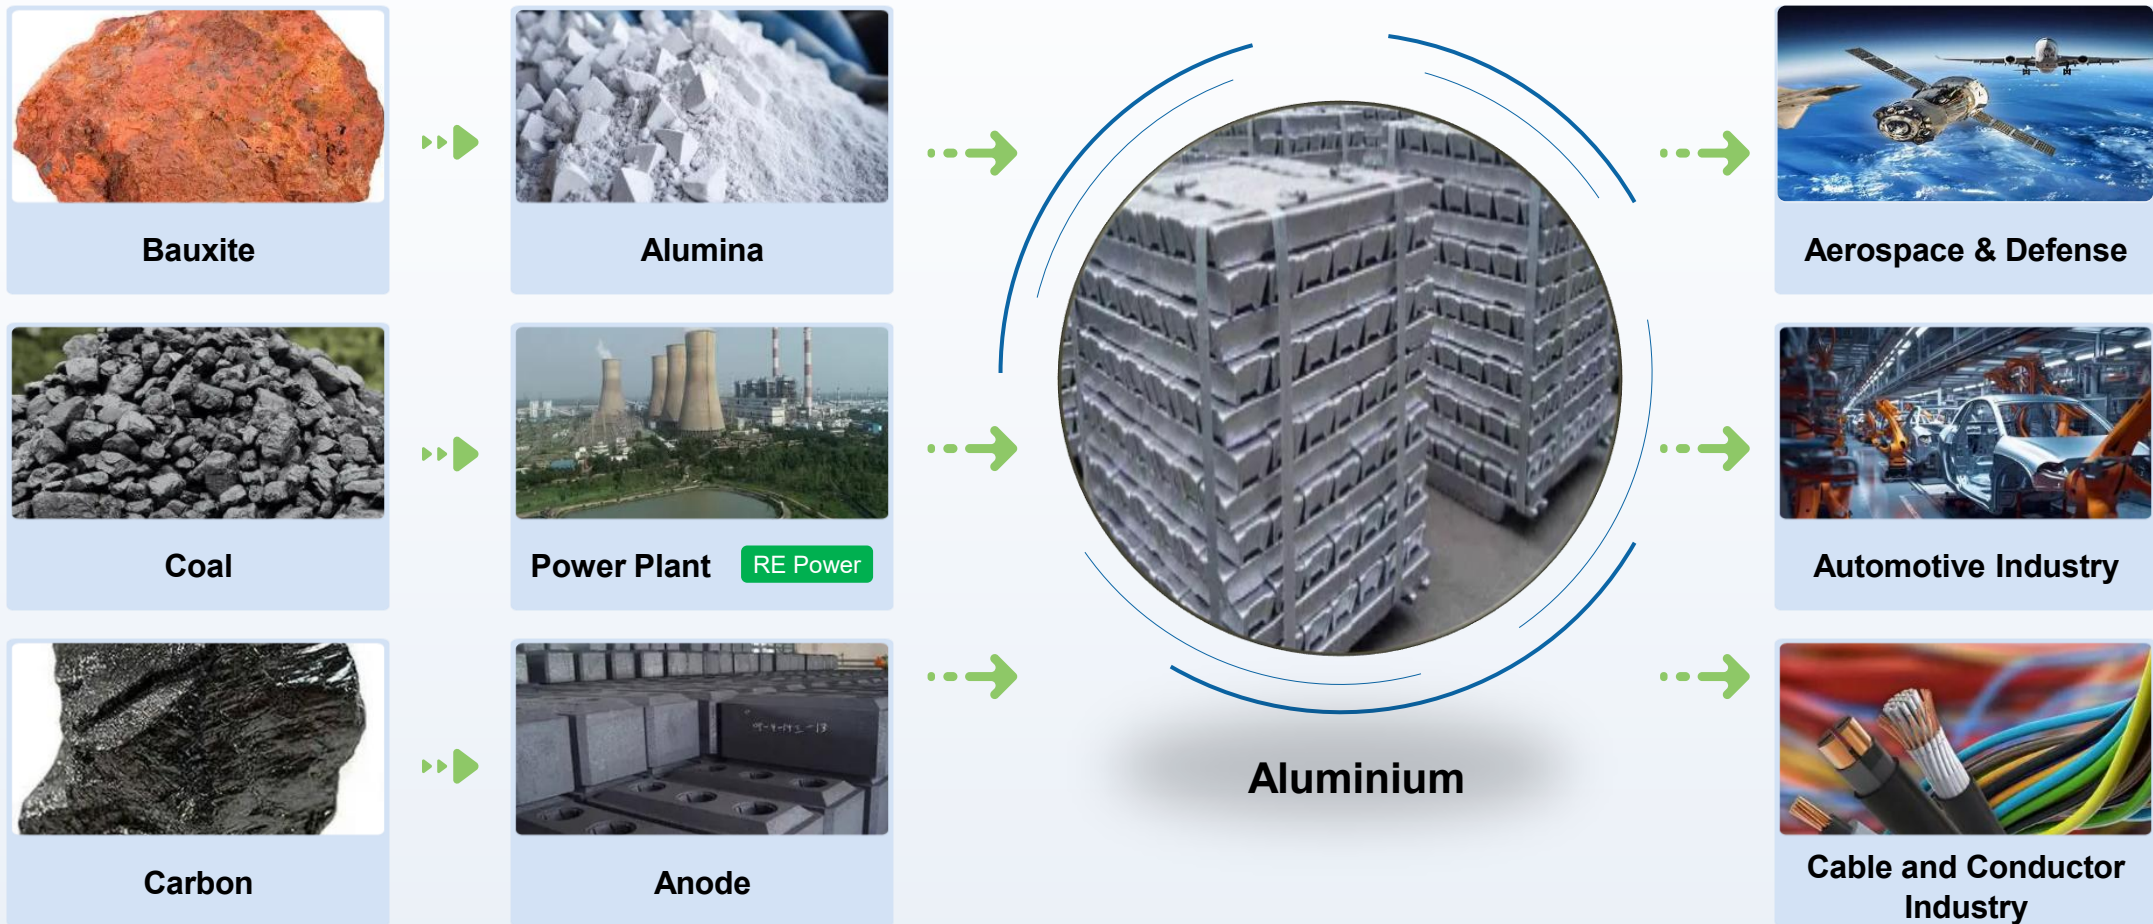 Bauxite
Alumina
Aerospace & Defense
Coal
Power Plant
RE Power
Automotive Industry
Carbon
Anode
Aluminium
Cable and Conductor
Industry